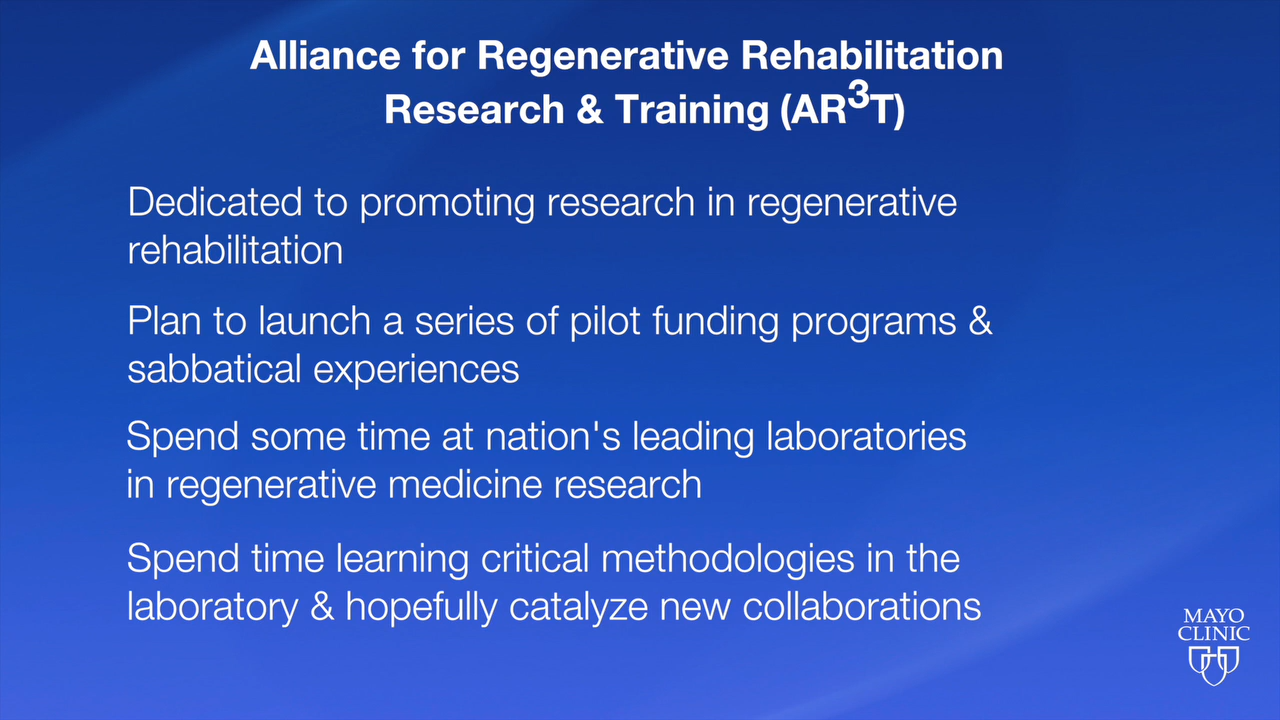 Alliance for Regenerative Rehabilitation
Research & Training (AR³T)
Dedicated to promoting research in regenerative
rehabilitation
Plan to launch a series of pilot funding programs &
sabbatical experiences
Spend some time at nation's leading laboratories
in regenerative medicine research
Spend time learning critical methodologies in the
laboratory & hopefully catalyze new collaborations
MAYO
CLINIC